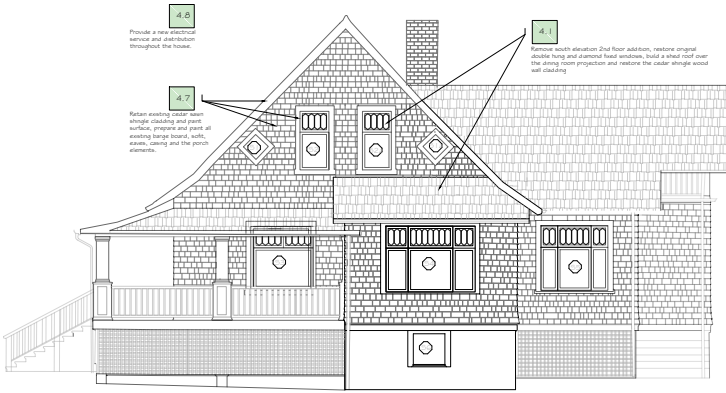 4.8
Provide a new electrical
service and distribution
throughout the house.
4.1
Remove south elevation 2nd floor addition, restore original
double hung and diamond fixed windows, build a shed roof over
the dining room projection and restore the cedar shingle wood
wall cladding
4.7
Retain existing cedar sawn
shingle cladding and paint
surface, prepare and paint all
existing barge board, soffit,
eaves, casing and the porch
elements.